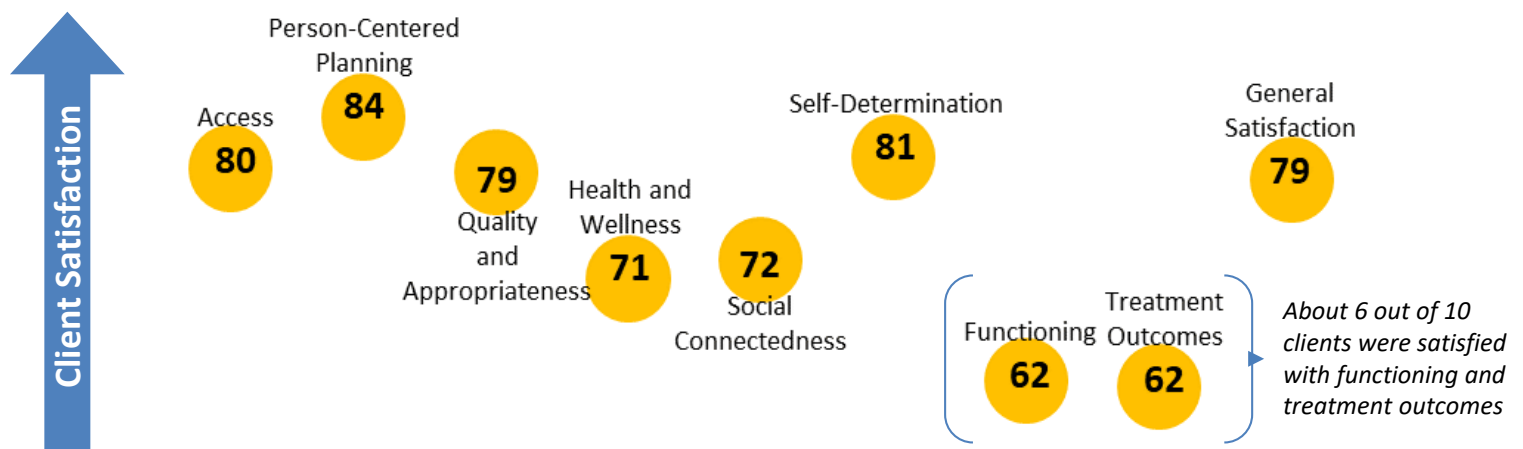 Client Satisfaction
Access
80
Person-Centered
Planning
84
79
Quality
and
Appropriateness
Health and
Wellness
71
72
Social
Connectedness
Self-Determination
81
Functioning
62
Treatment
Outcomes
62
General
Satisfaction
79
About 6 out of 10
clients were satisfied
with functioning and
treatment outcomes